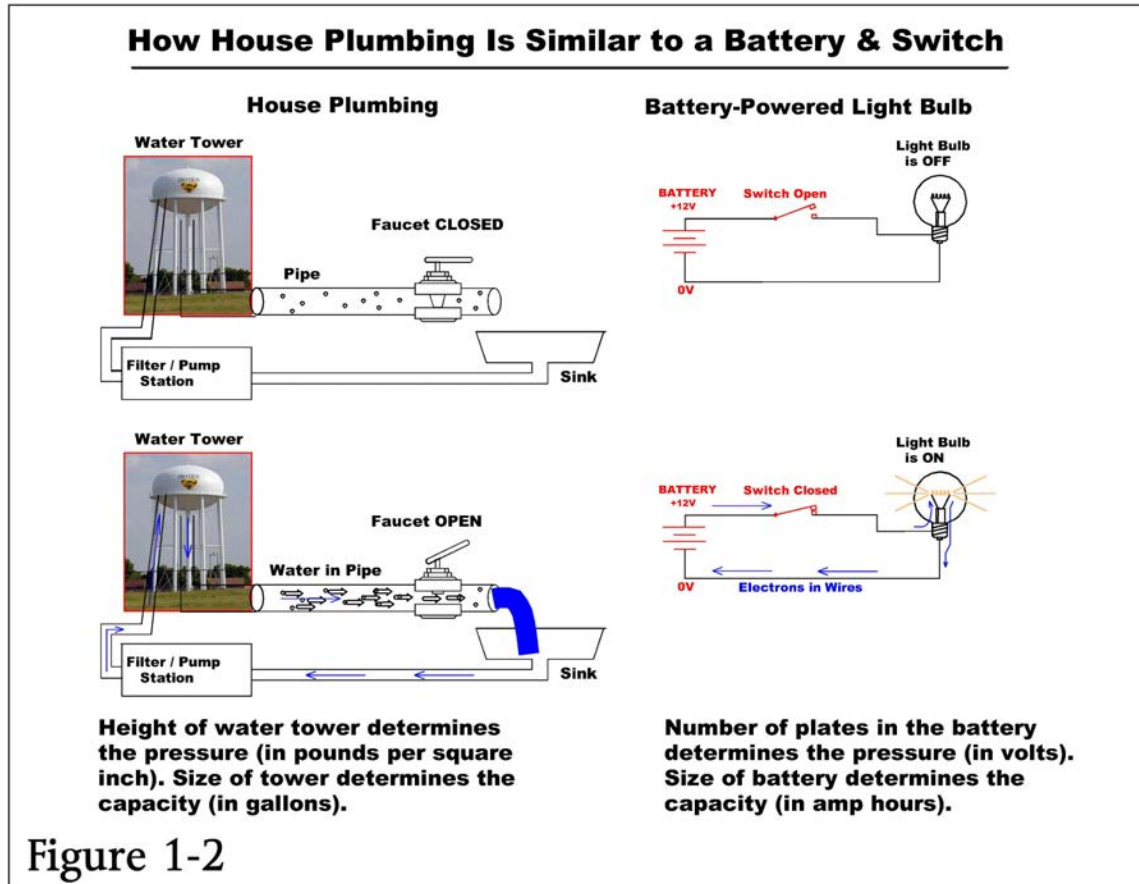 How House Plumbing Is Similar to a Battery & Switch
House Plumbing
Water Tower
Faucet CLOSED
Pipe
Filter / Pump
Station
Sink
Battery-Powered Light Bulb
Light Bulb
is OFF
BATTERY
+12V
Switch Open
0V
Water Tower
Faucet OPEN
Water in Pipe
Filter / Pump
Station
Sink
Light Bulb
is ON
BATTERY
+12V
Switch Closed
0V
Electrons in Wires
Height of water tower determines
the pressure (in pounds per square
inch). Size of tower determines the
capacity (in gallons).
Number of plates in the battery
determines the pressure (in volts).
Size of battery determines the
capacity (in amp hours).
Figure 1-2